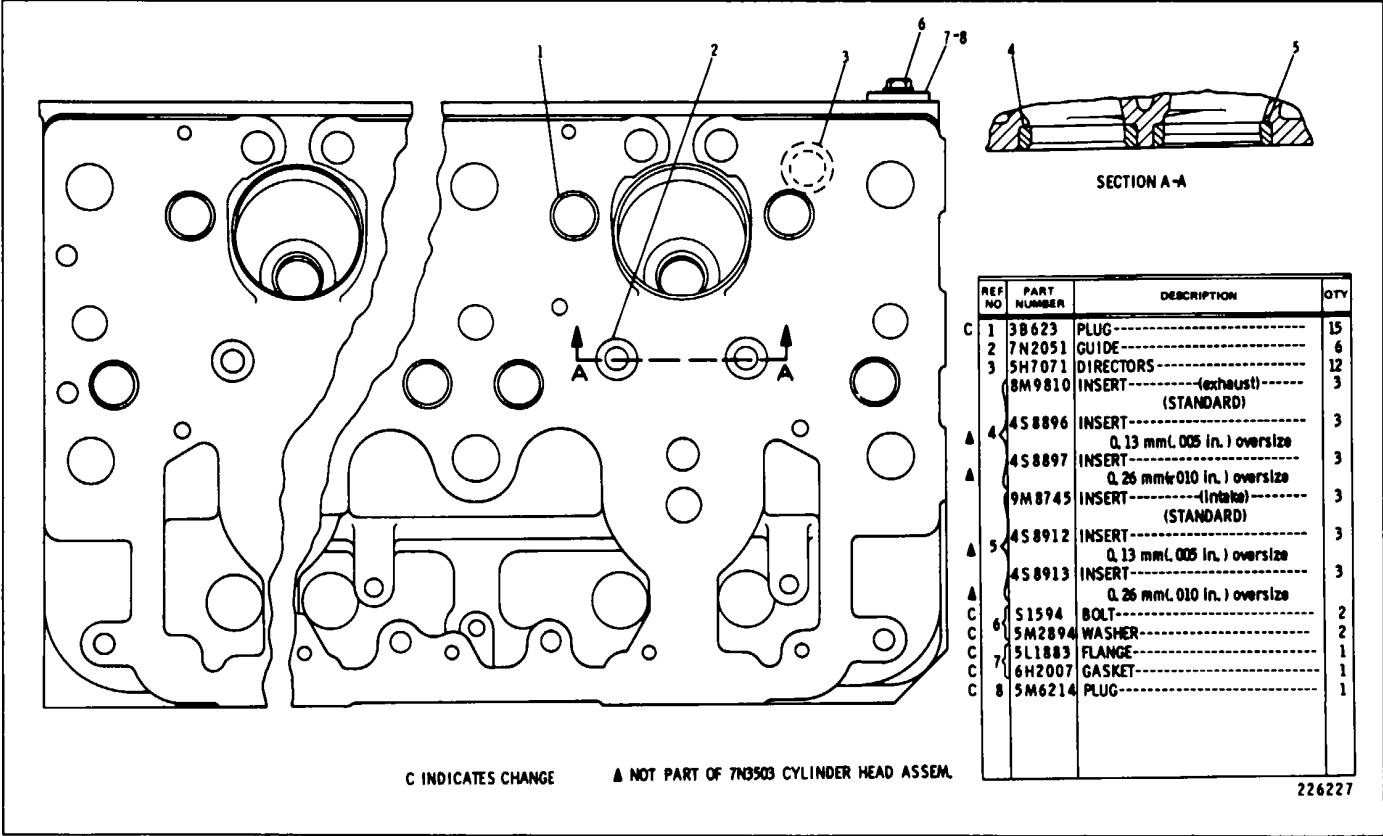 6
7-8
1
2
3
4
5
SECTION A-A
A
A
REF NO PART NUMBER DESCRIPTION QTY
C 1 3B623 PLUG 15
2 7N2051 GUIDE 6
3 5H7071 DIRECTORS 12
8M9810 INSERT (exhaust) 3
(STANDARD)
▲ 4 4S8896 INSERT 3
0.13 mm(.005 in.) oversize
▲ 4S8897 INSERT 3
0.26 mm(.010 in.) oversize
9M8745 INSERT (intake) 3
(STANDARD)
▲ 5 4S8912 INSERT 3
0.13 mm(.005 in.) oversize
▲ 4S8913 INSERT 3
0.26 mm(.010 in.) oversize
C 6 S1594 BOLT 2
C 5M2894 WASHER 2
C 7 5L1883 FLANGE 1
C 6H2007 GASKET 1
C 8 5M6214 PLUG 1
C INDICATES CHANGE
▲ NOT PART OF 7N3503 CYLINDER HEAD ASSEM.
226227